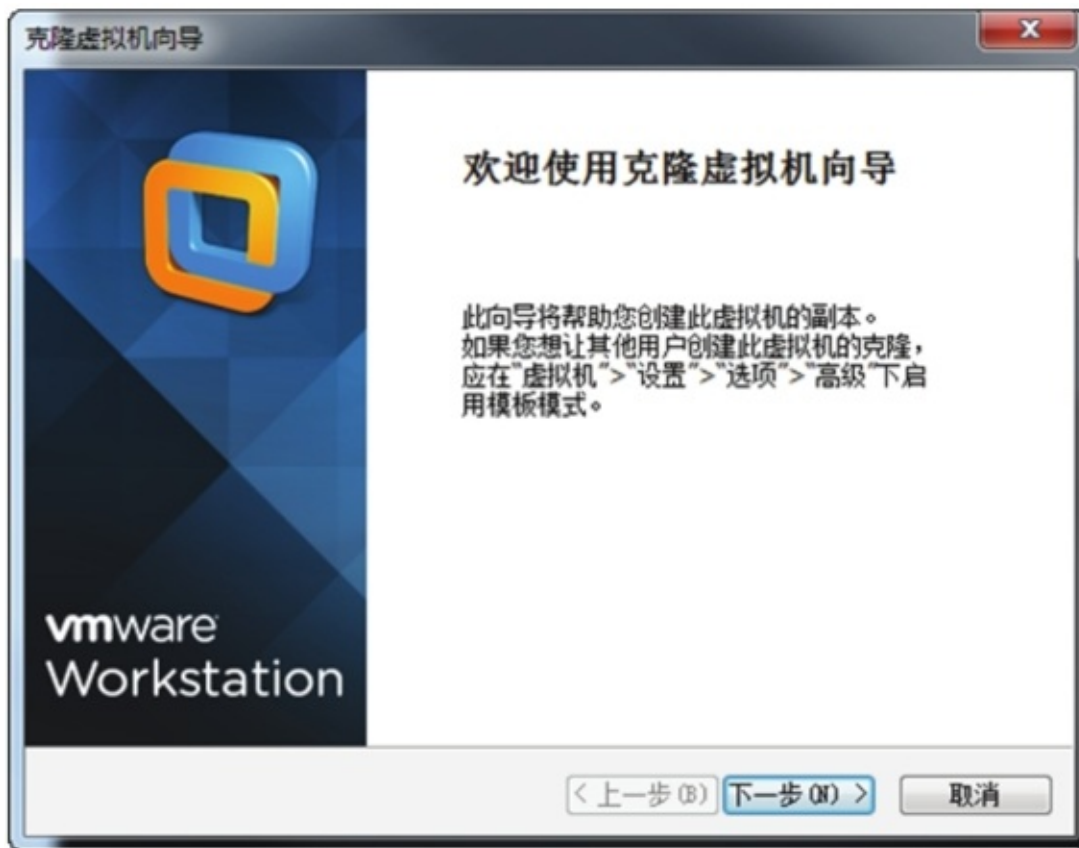 克隆虚拟机向导
欢迎使用克隆虚拟机向导
此向导将帮助您创建此虚拟机的副本。
如果您想让其他用户创建此虚拟机的克隆，
应在"虚拟机">"设置">"选项">"高级"下启
用模板模式。
vmware
Workstation
< 上一步(B)
下一步(N) >
取消